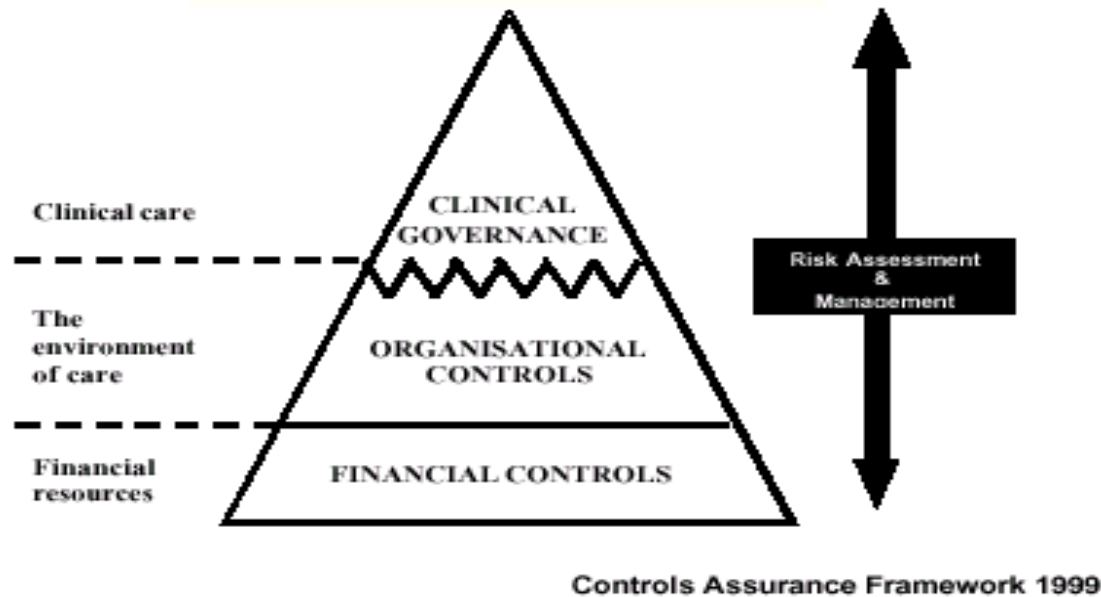 Clinical care
CLINICAL
GOVERNANCE
Risk Assessment
&
Management
The
environment
of care
ORGANISATIONAL
CONTROLS
Financial
resources
FINANCIAL CONTROLS
Controls Assurance Framework 1999